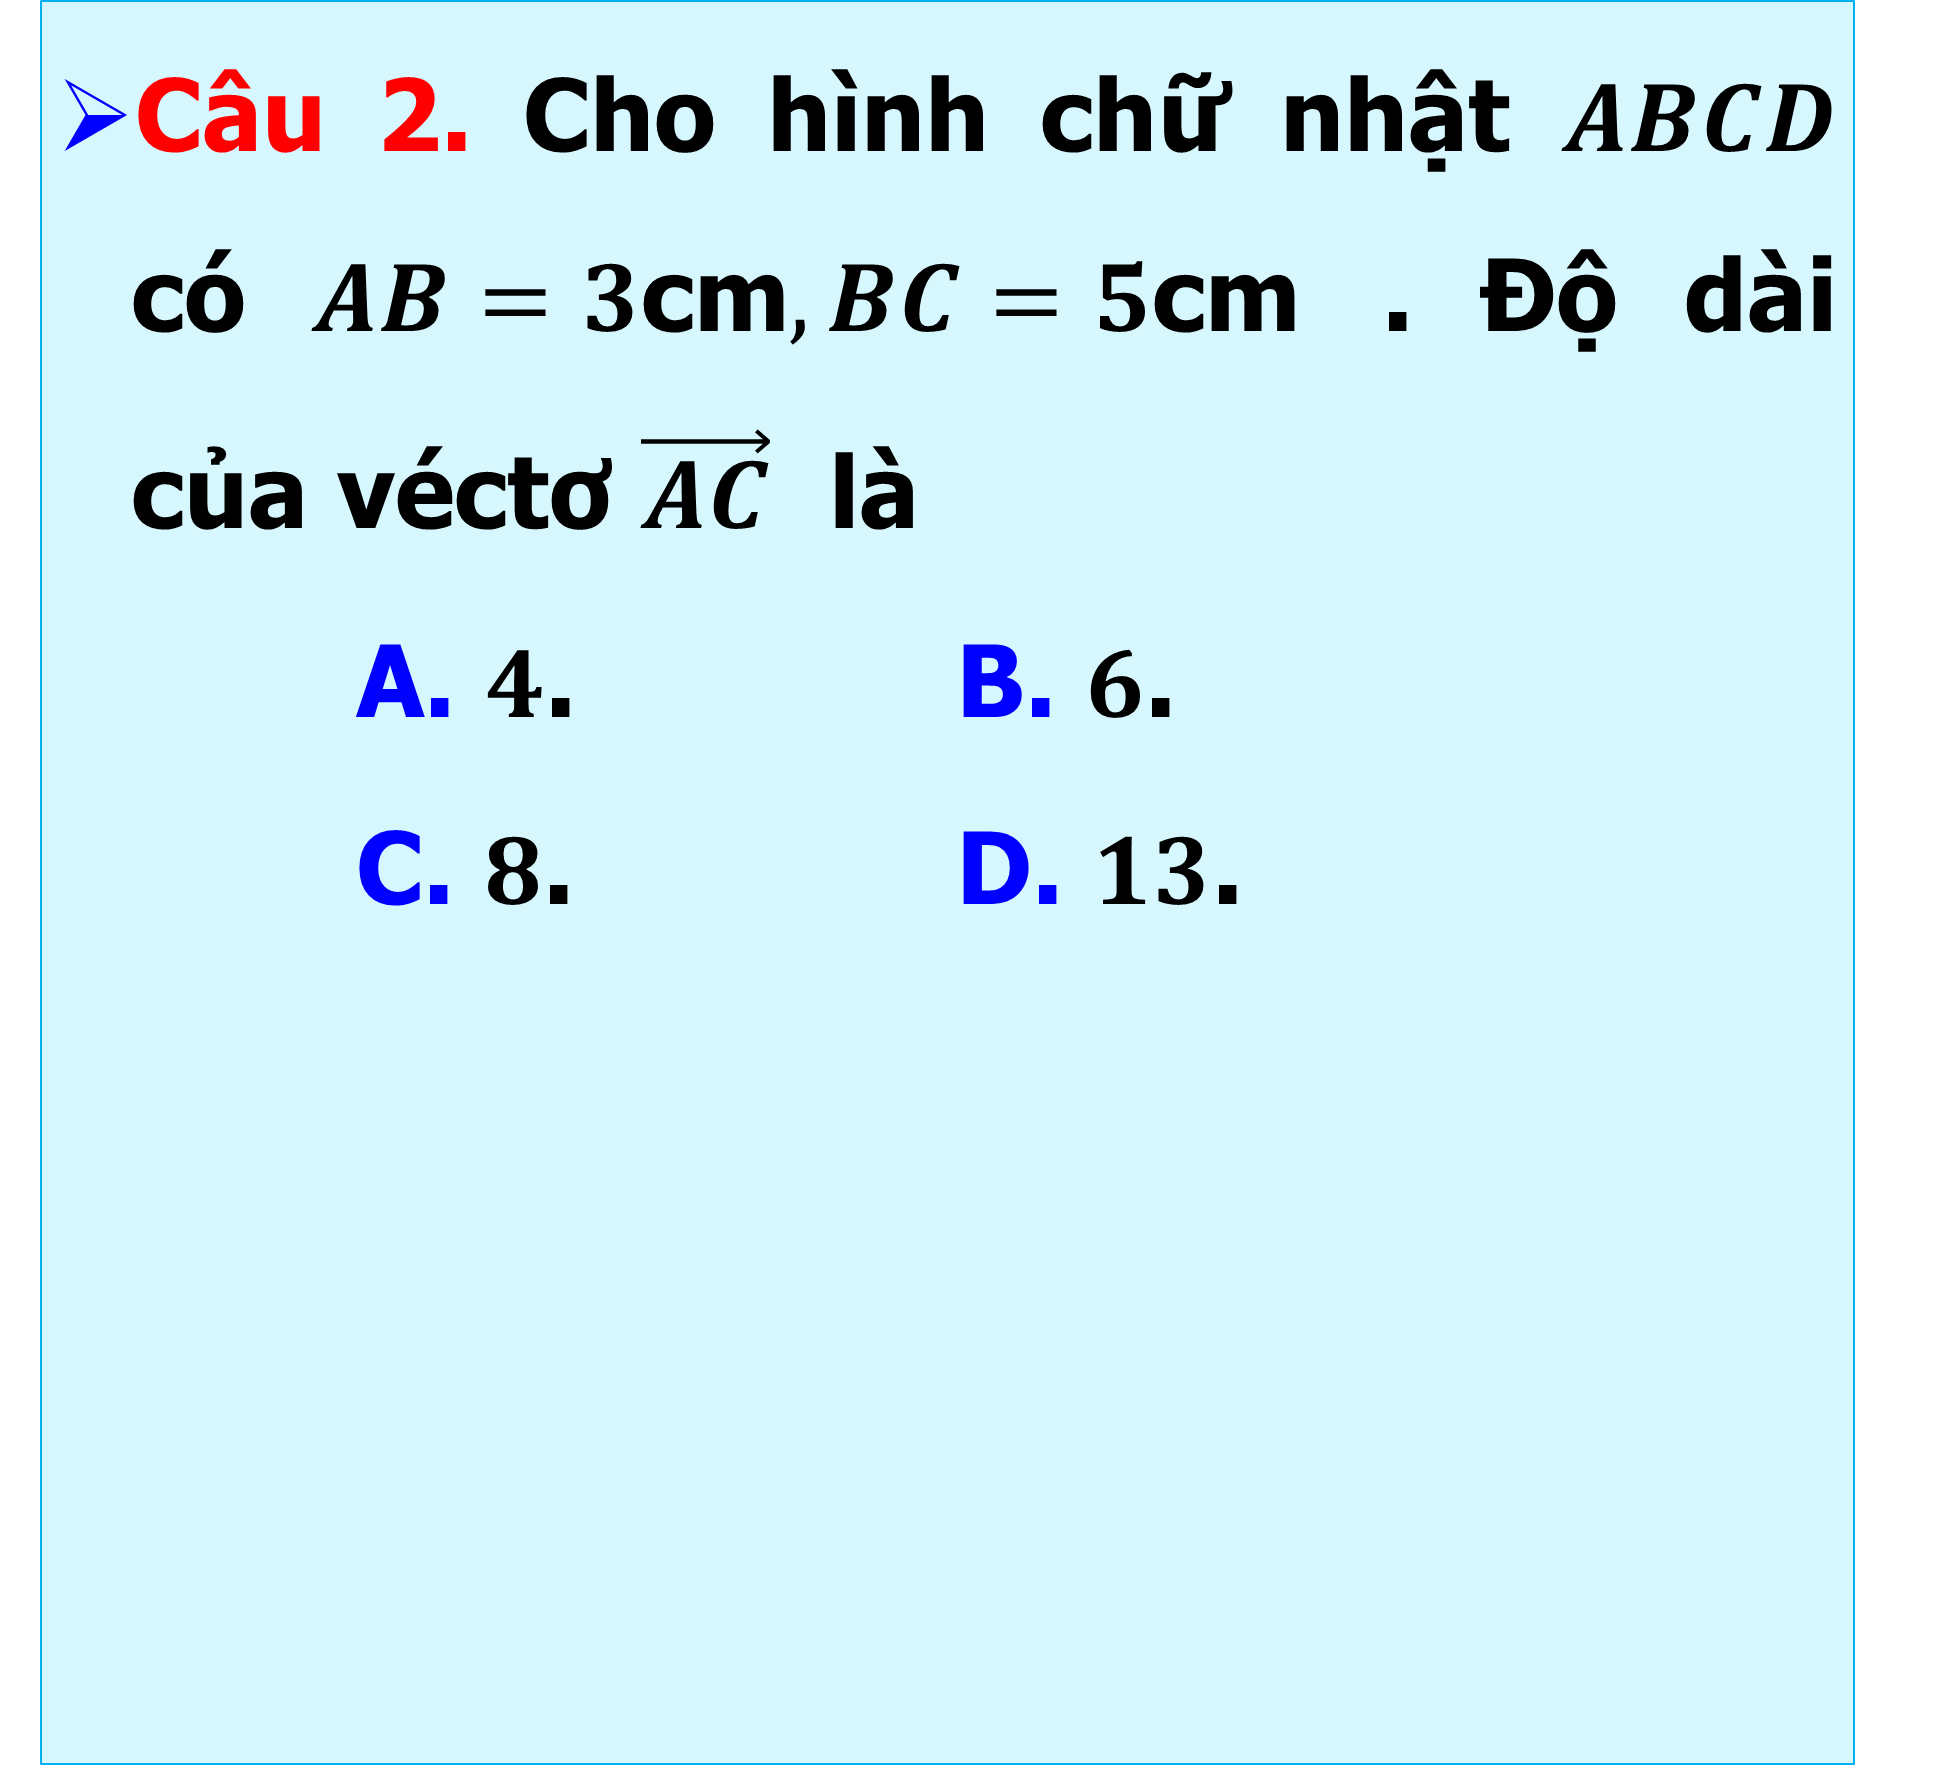 ➢Câu 2. Cho hình chữ nhật 𝑨𝑩𝑪𝑫
có 𝑨𝑩 = 𝟑cm, 𝑩𝑪 = 𝟓cm . Độ dài
của véctơ $\overrightarrow{AC}$ là
A. 𝟒. B. 𝟔.
C. 𝟖. D. 𝟏𝟑.